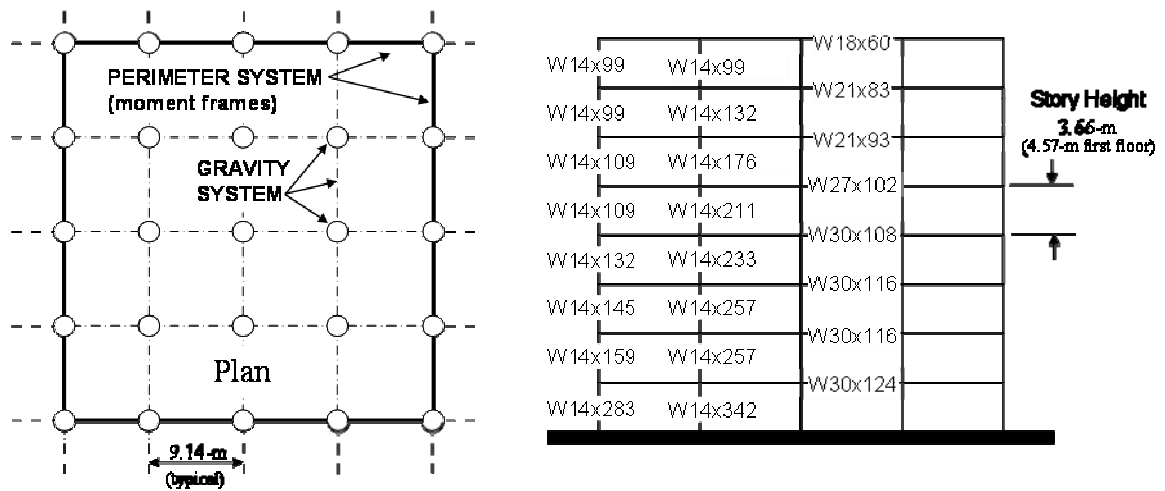 PERIMETER SYSTEM
(moment frames)
GRAVITY
SYSTEM
Plan
9.14-m
(typical)
W18x60
W14x99 W14x99
W21x83
W14x99 W14x132
W21x93
W14x109 W14x176
W27x102
W14x109 W14x211
W30x108
W14x132 W14x233
W30x116
W14x145 W14x257
W30x116
W14x159 W14x257
W30x124
W14x283 W14x342
Story Height
3.66-m
(4.57-m first floor)